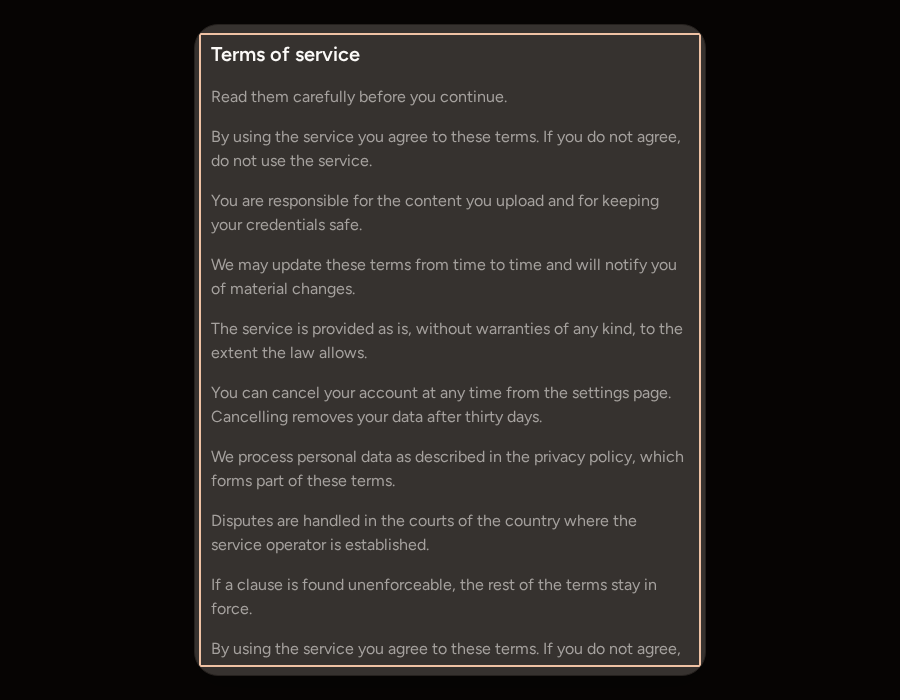 Terms of service
Read them carefully before you continue.
By using the service you agree to these terms. If you do not agree,
do not use the service.
You are responsible for the content you upload and for keeping
your credentials safe.
We may update these terms from time to time and will notify you
of material changes.
The service is provided as is, without warranties of any kind, to the
extent the law allows.
You can cancel your account at any time from the settings page.
Cancelling removes your data after thirty days.
We process personal data as described in the privacy policy, which
forms part of these terms.
Disputes are handled in the courts of the country where the
service operator is established.
If a clause is found unenforceable, the rest of the terms stay in
force.
By using the service you agree to these terms. If you do not agree,